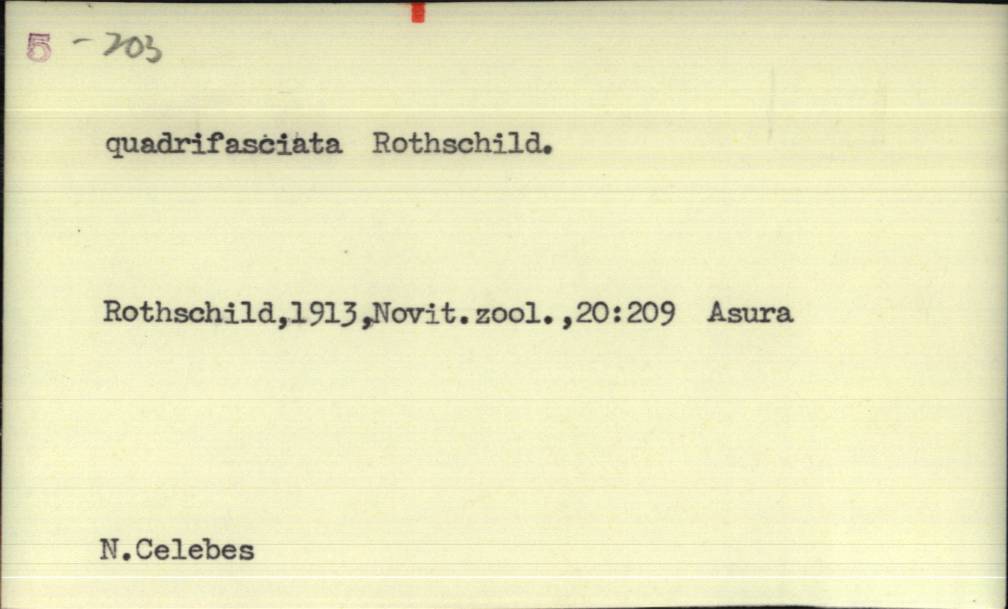 5 - 203
quadrifasciata Rothschild.
Rothschild,1913,Novit.zool.,20:209 Asura
N.Celebes